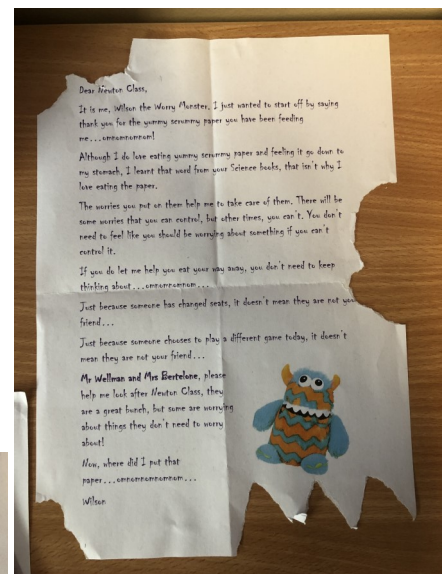 Dear Newton Class,
It is me, Wilson the Worry Monster, I just wanted to start off by saying
thank you for the yummy scrummy paper you have been feeding
me...omnomnomnom!
Although I do love eating yummy scrummy paper and feeling it go down to
my stomach, I learnt that word from your Science books, that isn't why I
love eating the paper.
The worries you put on them help me to take care of them. There will be
some worries that you can control, but other times, you can't. You don't
need to feel like you should be worrying about something if you can't
control it.
If you do let me help you eat your way away, you don't need to keep
thinking about...omnomnomnom...
Just because someone has changed seats, it doesn't mean they are not you
friend...
Just because someone chooses to play a different game today, it doesn't
mean they are not your friend...
Mr Wellman and Mrs Bertelone, please
help me look after Newton Class, they
are a great bunch, but some are worrying
about things they don't need to worry
about!
Now, where did I put that
paper...omnomnomnomnom...
Wilson